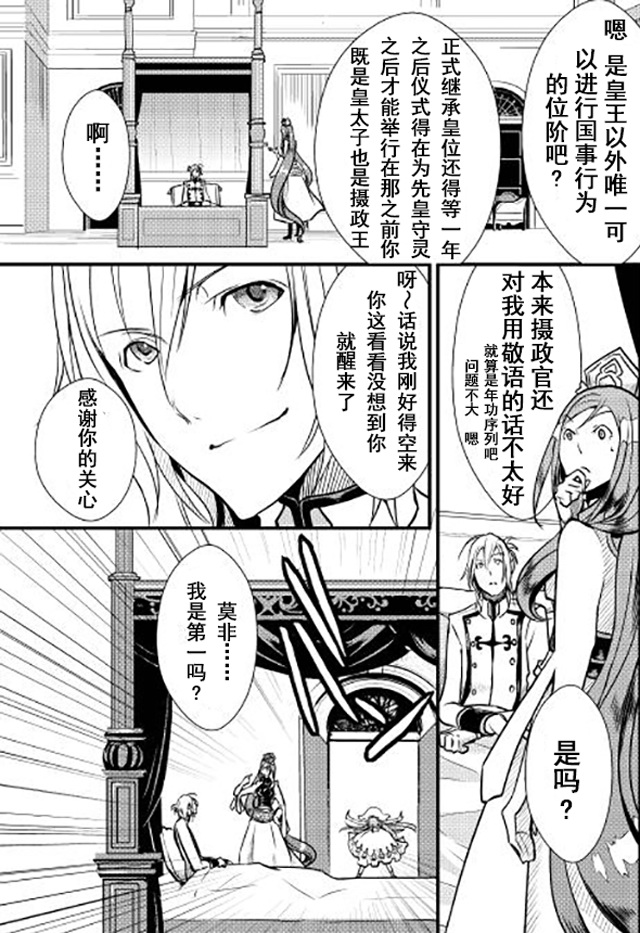 嗯 是皇王以外唯一可
以进行国事行为
的位阶吧？
正式继承皇位还得等一年
之后仪式得在为先皇守灵
之后才能举行在那之前你
既是皇太子也是摄政王
啊……
本来摄政官还
对我用敬语的话不太好
就算是年功序列吧
问题不大 嗯
是吗？
呀~话说我刚好得空来
你这看看没想到你
就醒来了
感谢你的关心
莫非……
我是第一吗？